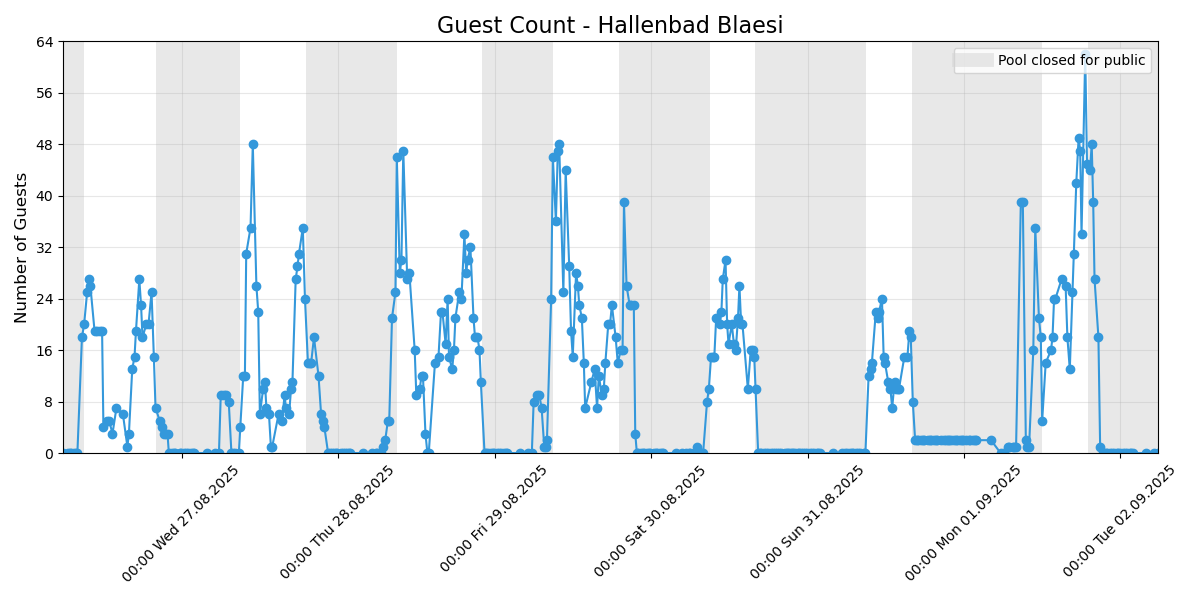 Guest Count - Hallenbad Blaesi
Pool closed for public
Number of Guests
64
56
48
40
32
24
16
8
0
00:00 Wed 27.08.2025
00:00 Thu 28.08.2025
00:00 Fri 29.08.2025
00:00 Sat 30.08.2025
00:00 Sun 31.08.2025
00:00 Mon 01.09.2025
00:00 Tue 02.09.2025